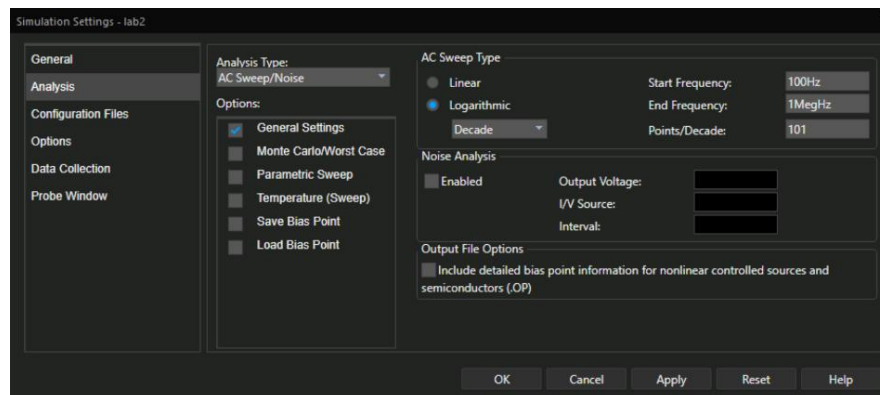 Simulation Settings - lab2
General
Analysis
Configuration Files
Options
Data Collection
Probe Window
Analysis Type:
AC Sweep/Noise
Options:
General Settings
Monte Carlo/Worst Case
Parametric Sweep
Temperature (Sweep)
Save Bias Point
Load Bias Point
AC Sweep Type
Linear
Logarithmic
Decade
Start Frequency: 100Hz
End Frequency: 1MegHz
Points/Decade: 101
Noise Analysis
Enabled
Output Voltage:
I/V Source:
Interval:
Output File Options
Include detailed bias point information for nonlinear controlled sources and
semiconductors (.OP)
OK Cancel Apply Reset Help